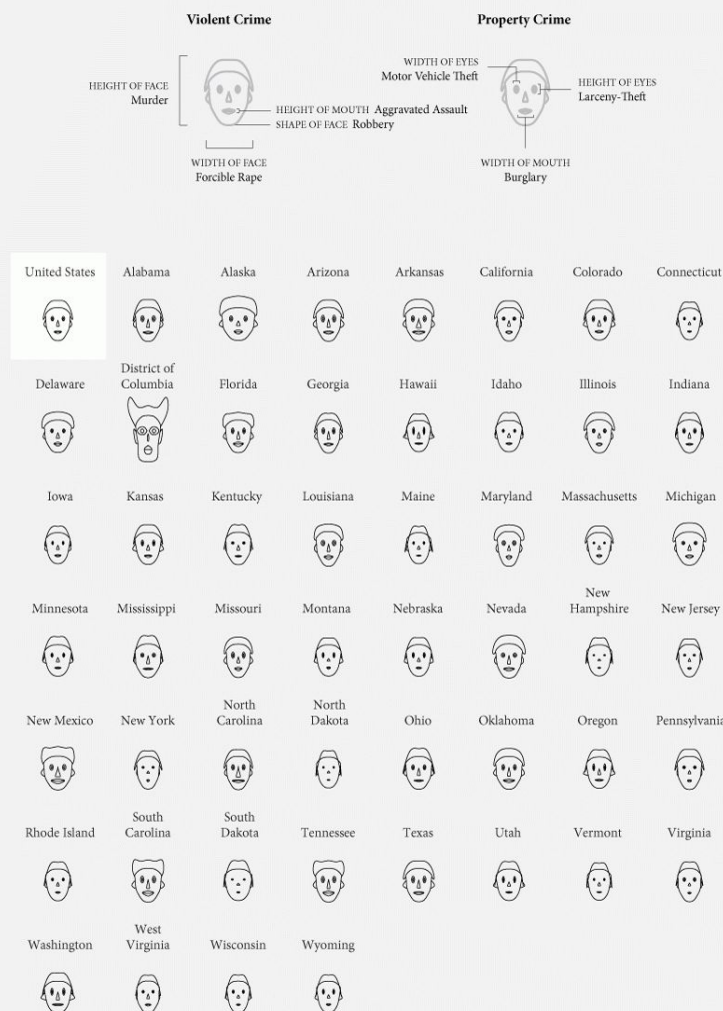 Violent Crime Property Crime
HEIGHT OF FACE
Murder
HEIGHT OF MOUTH Aggravated Assault
SHAPE OF FACE Robbery
WIDTH OF FACE
Forcible Rape
WIDTH OF EYES
Motor Vehicle Theft
HEIGHT OF EYES
Larceny-Theft
WIDTH OF MOUTH
Burglary
United States Alabama Alaska Arizona Arkansas California Colorado Connecticut
Delaware District of Columbia Florida Georgia Hawaii Idaho Illinois Indiana
Iowa Kansas Kentucky Louisiana Maine Maryland Massachusetts Michigan
Minnesota Mississippi Missouri Montana Nebraska Nevada New Hampshire New Jersey
New Mexico New York North Carolina North Dakota Ohio Oklahoma Oregon Pennsylvania
Rhode Island South Carolina South Dakota Tennessee Texas Utah Vermont Virginia
Washington West Virginia Wisconsin Wyoming